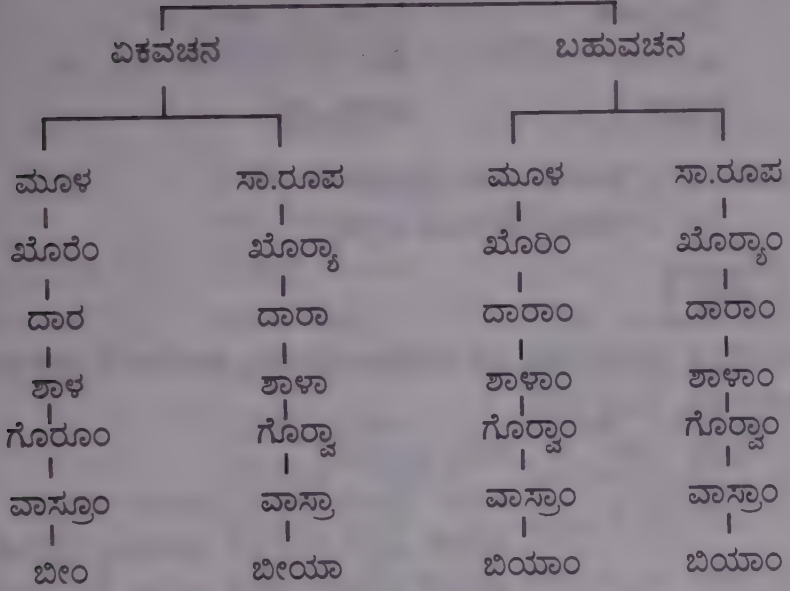 ಏಕವಚನ ಬಹುವಚನ
ಮೂಳ ಸಾ.ರೂಪ ಮೂಳ ಸಾ.ರೂಪ
ಖೊರೆಂ ಖೊರ‍್ಯಾ ಖೊರಿಂ ಖೊರ‍್ಯಾಂ
ದಾರ ದಾರಾ ದಾರಾಂ ದಾರಾಂ
ಶಾಳ ಶಾಳಾ ಶಾಳಾಂ ಶಾಳಾಂ
ಗೊರೂಂ ಗೊರ‍್ವಾ ಗೊರ‍್ವಾಂ ಗೊರ‍್ವಾಂ
ವಾಸ್ರೂಂ ವಾಸ್ರಾ ವಾಸ್ರಾಂ ವಾಸ್ರಾಂ
ಬೀಂ ಬೀಯಾ ಬಿಯಾಂ ಬಿಯಾಂ